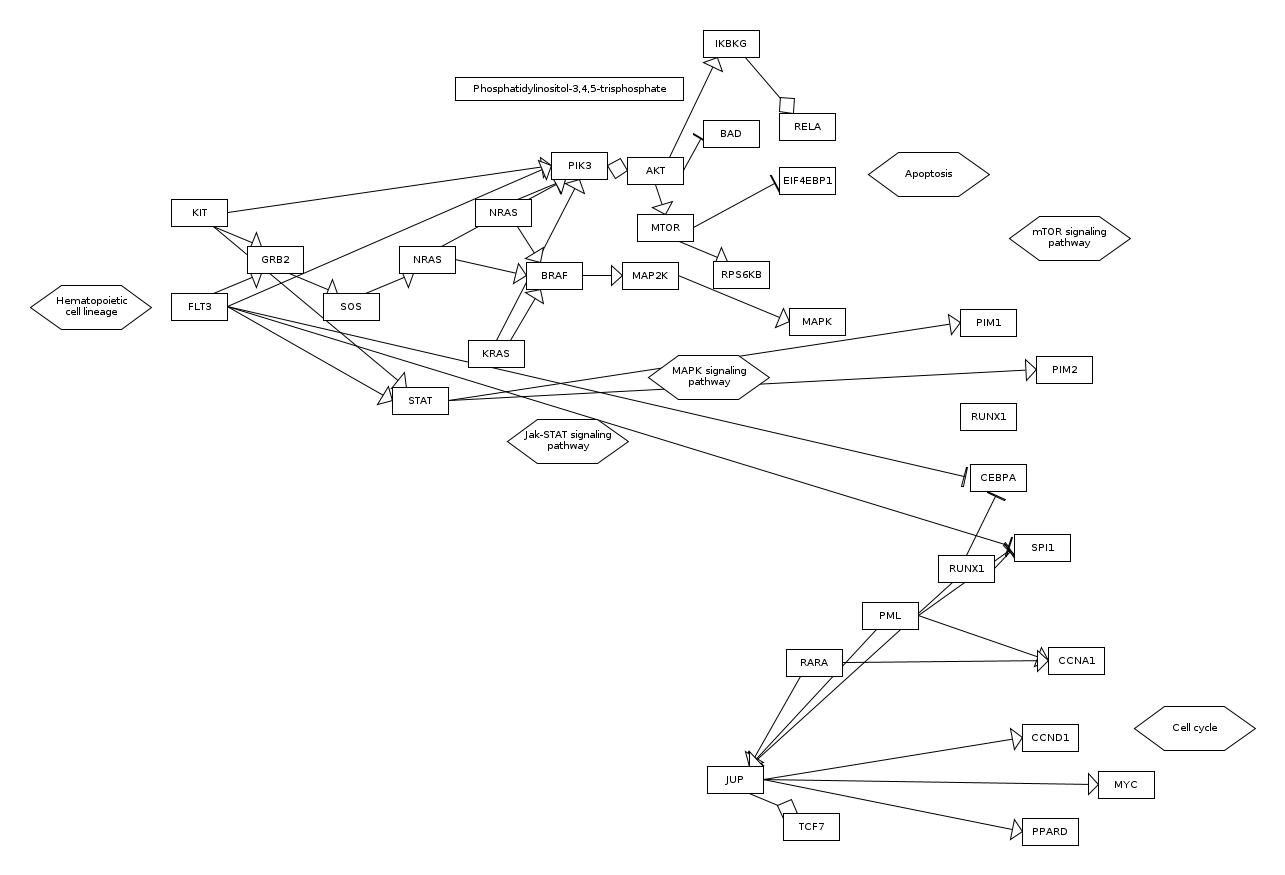 IKBKG
Phosphatidylinositol-3,4,5-trisphosphate
RELA
BAD
PIK3
AKT
EIF4EBP1
Apoptosis
KIT
NRAS
MTOR
mTOR signaling
pathway
GRB2
NRAS
BRAF
MAP2K
RPS6KB
Hematopoietic
cell lineage
FLT3
SOS
MAPK
PIM1
KRAS
MAPK signaling
pathway
PIM2
STAT
RUNX1
Jak-STAT signaling
pathway
CEBPA
SPI1
RUNX1
PML
RARA
CCNA1
CCND1
Cell cycle
JUP
MYC
TCF7
PPARD